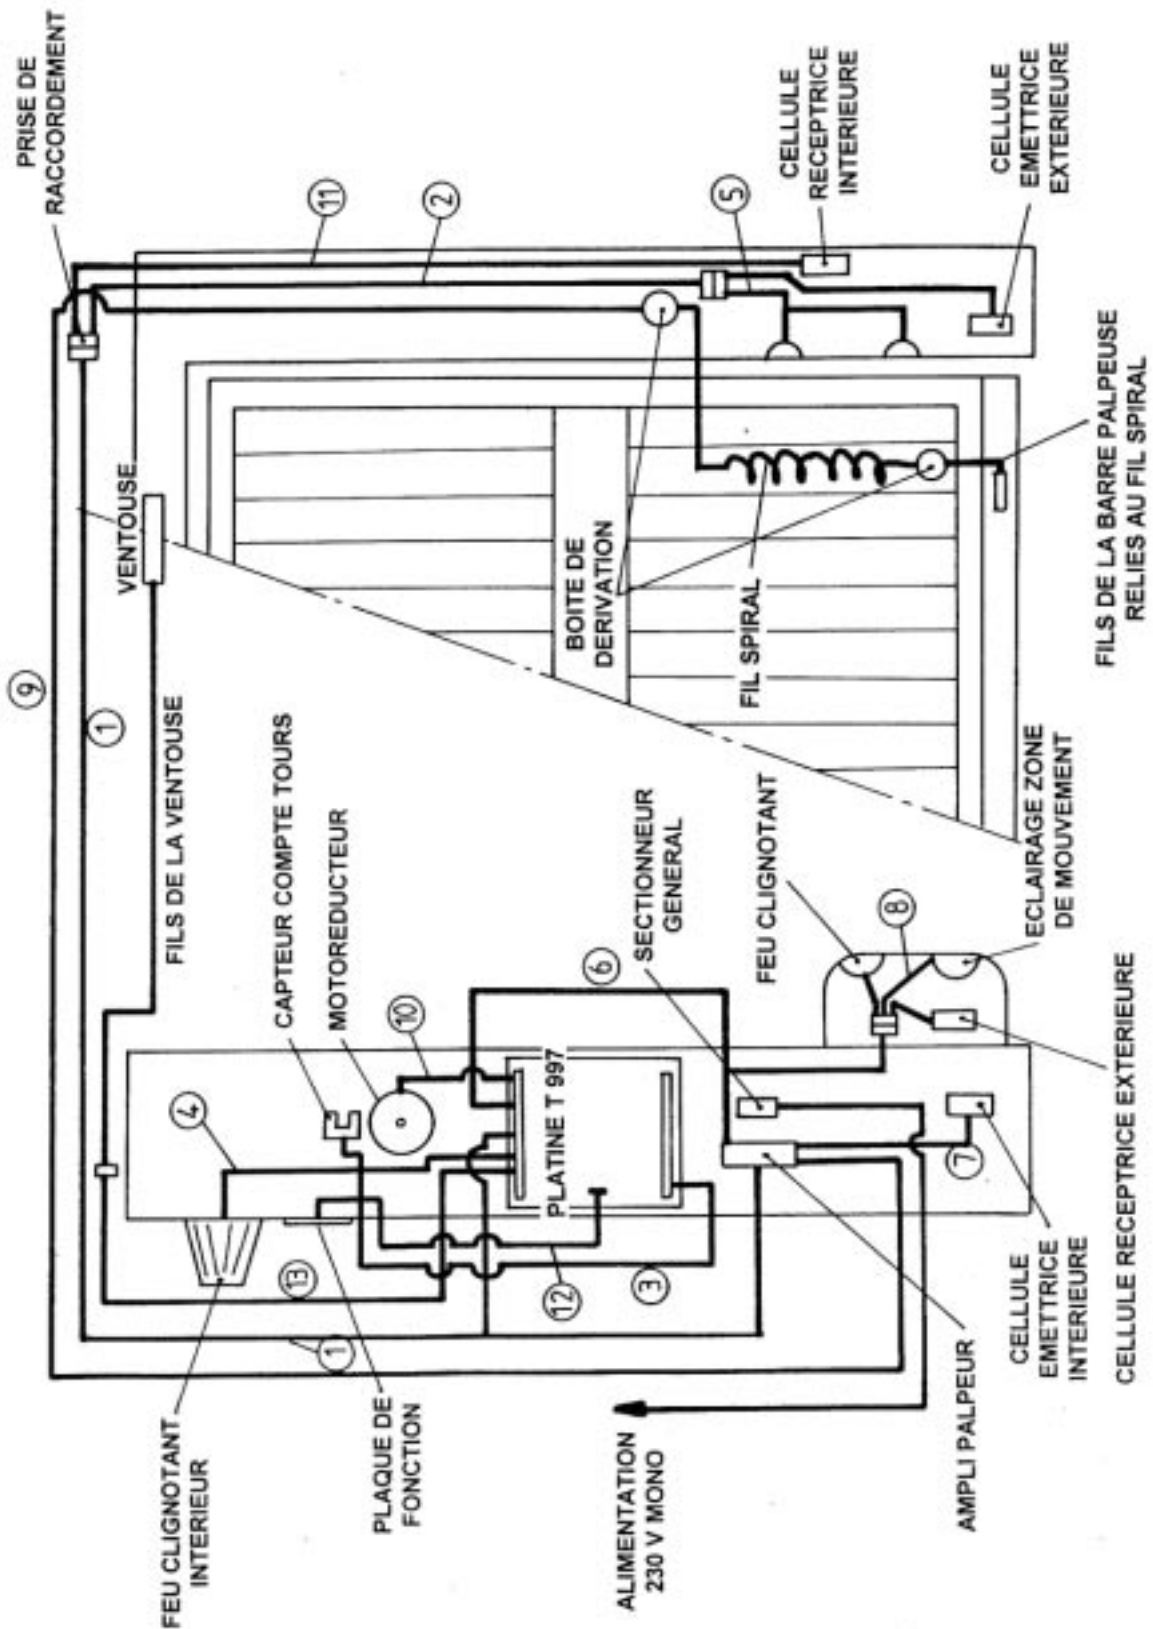 PRISE DE
RACCORDEMENT
11
2
5
CELLULE
RECEPTRICE
INTERIEURE
CELLULE
EMETTRICE
EXTERIEURE
9
1
VENTOUSE
FILS DE LA VENTOUSE
BOITE DE
DERIVATION
FIL SPIRAL
FILS DE LA BARRE PALPEUSE
RELIES AU FIL SPIRAL
CAPTEUR COMPTE TOURS
MOTOREDUCTEUR
10
6
SECTIONNEUR
GENERAL
FEU CLIGNOTANT
8
ECLAIRAGE ZONE
DE MOUVEMENT
4
PLATINE T 997
7
13
12
3
1
FEU CLIGNOTANT
INTERIEUR
PLAQUE DE
FONCTION
ALIMENTATION
230 V MONO
AMPLI PALPEUR
CELLULE
EMETTRICE
INTERIEURE
CELLULE RECEPTRICE EXTERIEURE